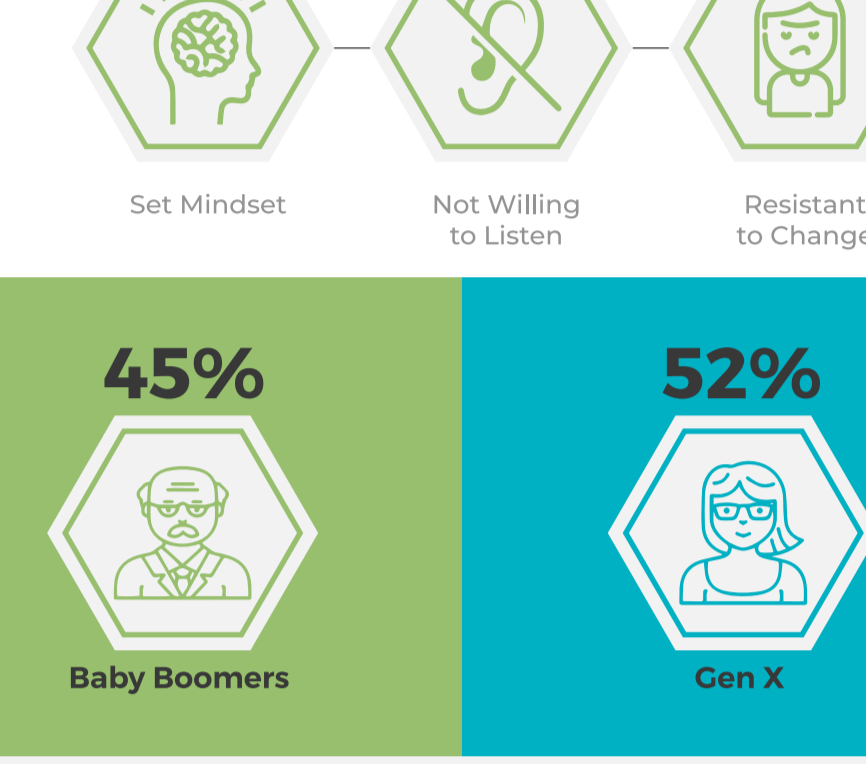 Set Mindset
Not Willing
to Listen
Resistant
to Change
45%
Baby Boomers
52%
Gen X